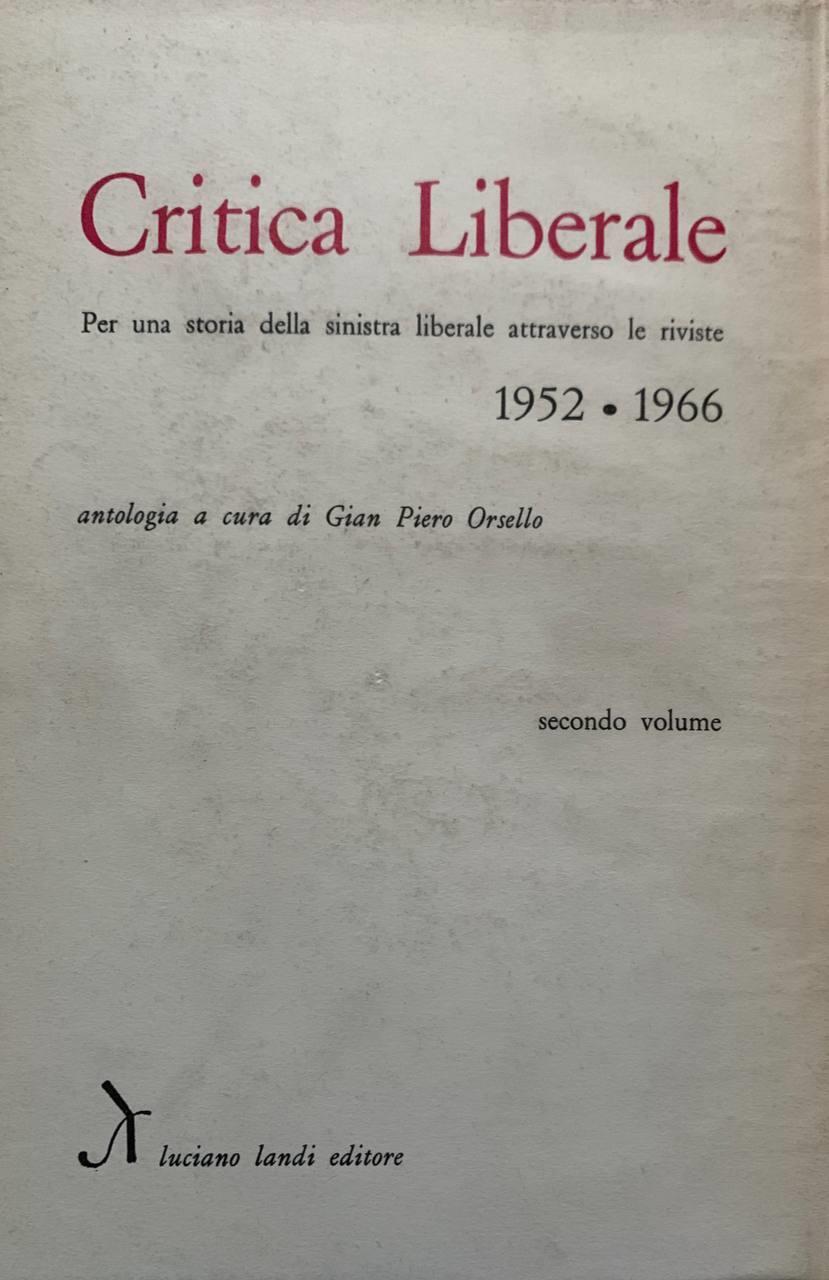 Critica Liberale
Per una storia della sinistra liberale attraverso le riviste
1952 • 1966
antologia a cura di Gian Piero Orsello
secondo volume
luciano landi editore